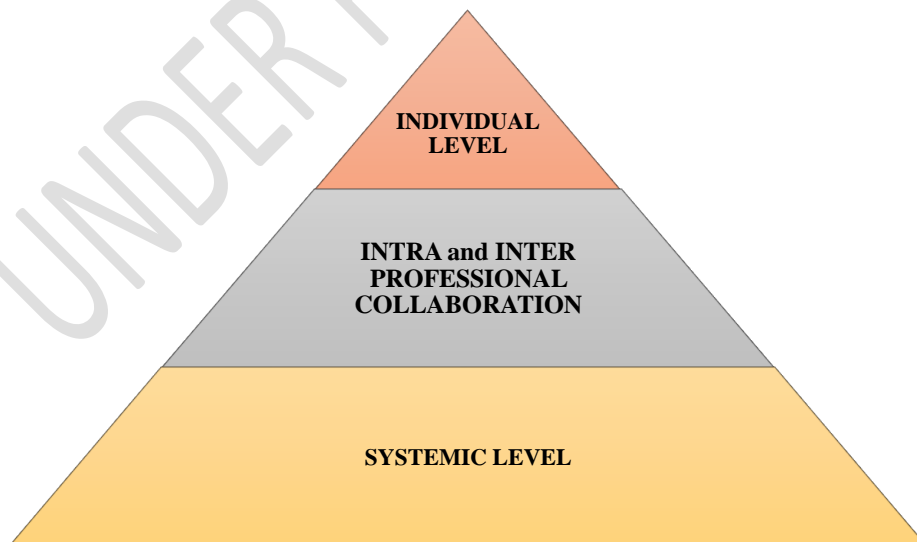 UNDER
INDIVIDUAL
LEVEL
INTRA and INTER
PROFESSIONAL
COLLABORATION
SYSTEMIC LEVEL